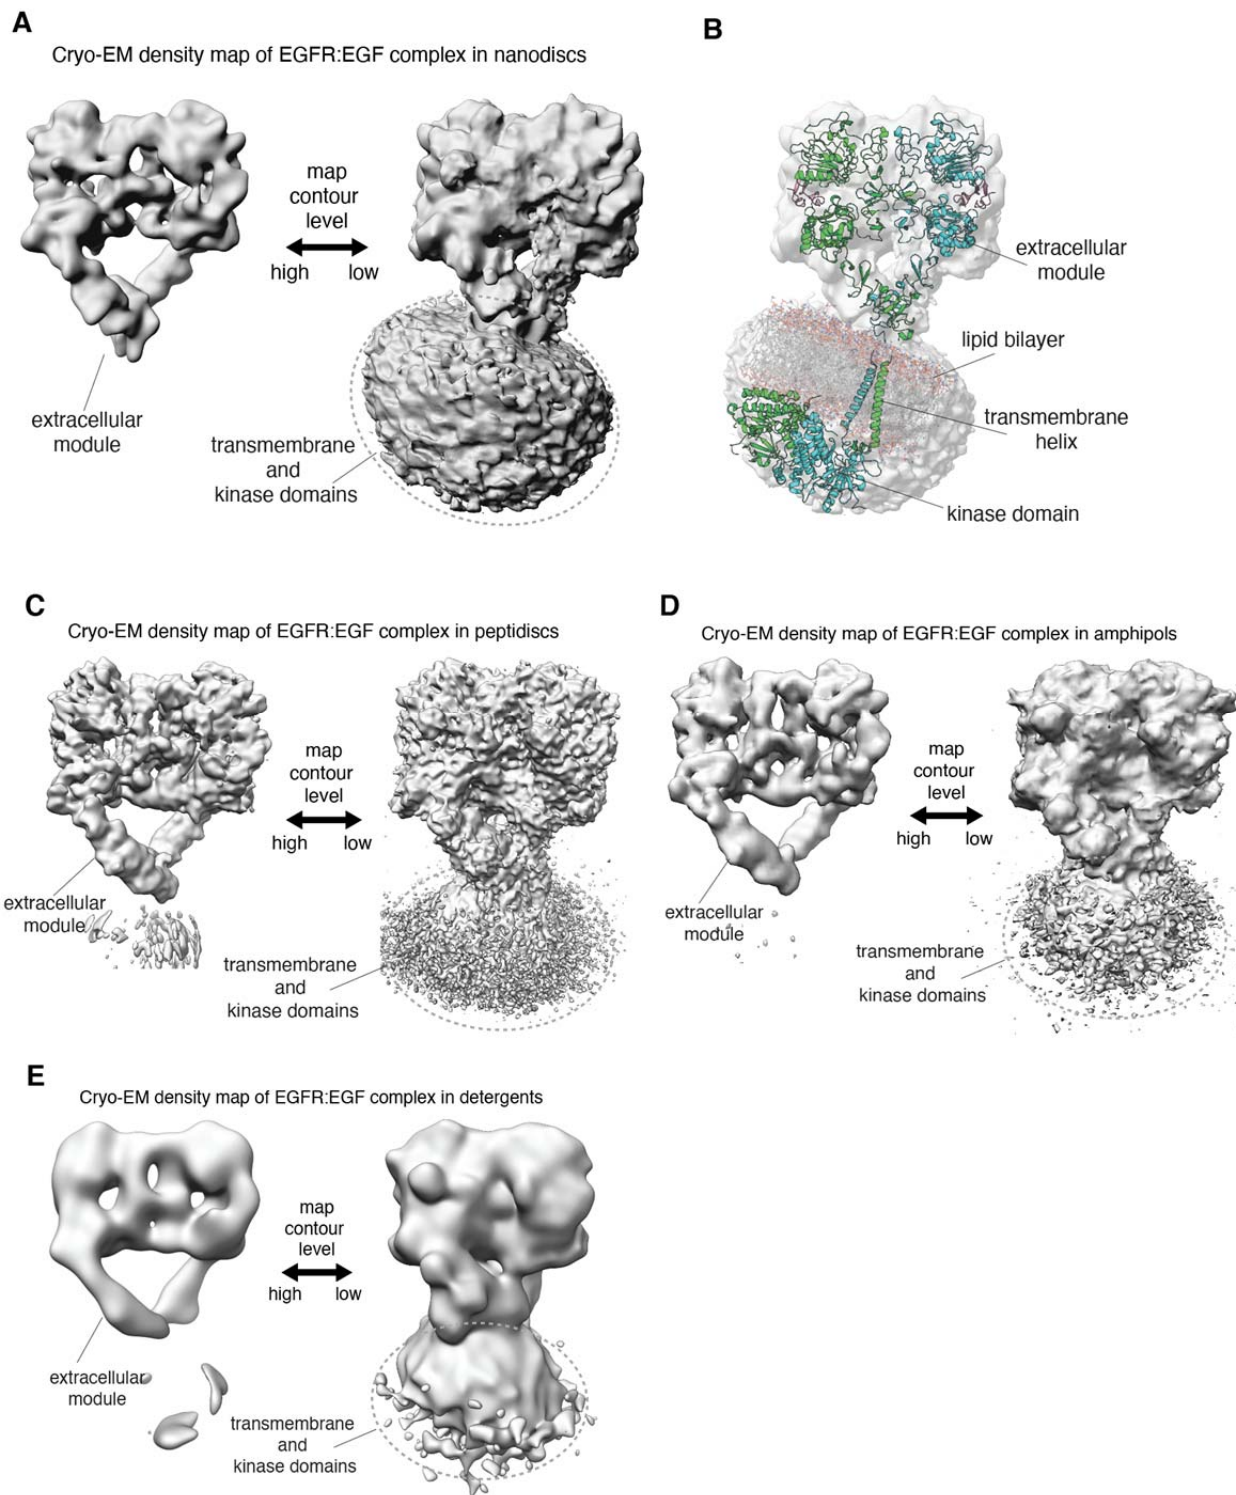 A
Cryo-EM density map of EGFR:EGF complex in nanodiscs
map
contour
level
high low
extracellular
module
transmembrane
and
kinase domains
B
extracellular
module
lipid bilayer
transmembrane
helix
kinase domain
C
Cryo-EM density map of EGFR:EGF complex in peptidiscs
map
contour
level
high low
extracellular
module
transmembrane
and
kinase domains
D
Cryo-EM density map of EGFR:EGF complex in amphipols
map
contour
level
high low
extracellular
module
transmembrane
and
kinase domains
E
Cryo-EM density map of EGFR:EGF complex in detergents
map
contour
level
high low
extracellular
module
transmembrane
and
kinase domains